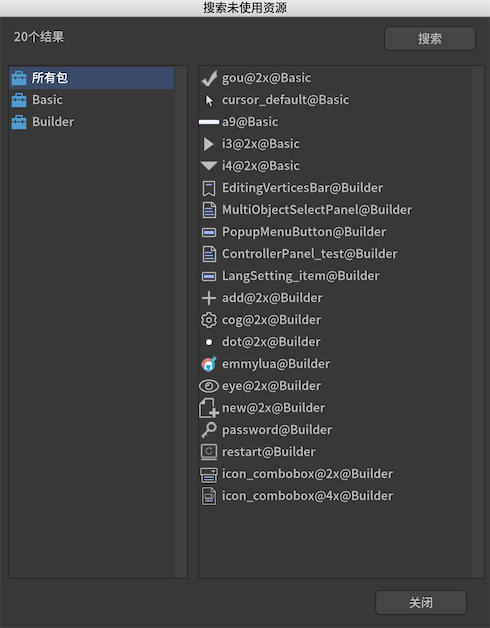 搜索未使用资源
20个结果
搜索
所有包
Basic
Builder
gou@2x@Basic
cursor_default@Basic
a9@Basic
i3@2x@Basic
i4@2x@Basic
EditingVerticesBar@Builder
MultiObjectSelectPanel@Builder
PopupMenuButton@Builder
ControllerPanel_test@Builder
LangSetting_item@Builder
add@2x@Builder
cog@2x@Builder
dot@2x@Builder
emmylua@Builder
eye@2x@Builder
new@2x@Builder
password@Builder
restart@Builder
icon_combobox@2x@Builder
icon_combobox@4x@Builder
关闭